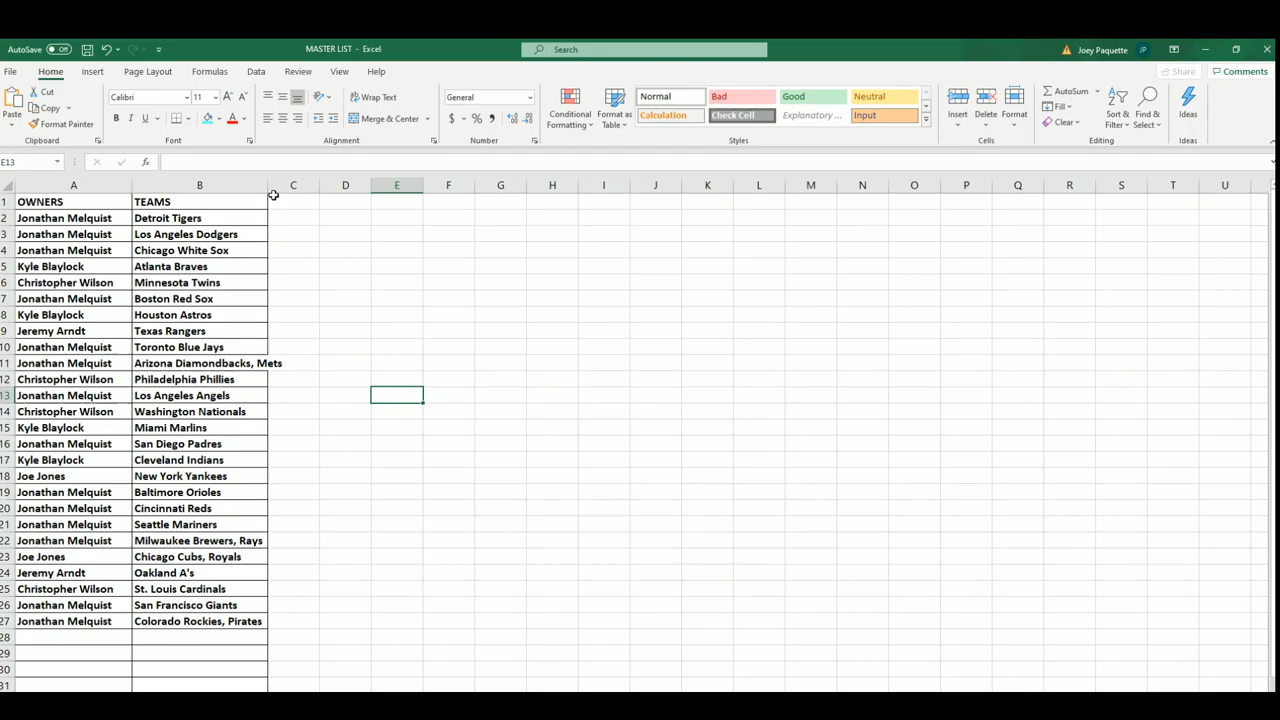 AutoSave Off MASTER LIST - Excel Search Joey Paquette JP
File Home Insert Page Layout Formulas Data Review View Help Share Comments
Cut Calibri 11 A A Wrap Text General Normal Bad Good Neutral AutoSum
Copy Fill
Paste Format Painter B I U A Merge & Center $ % , Conditional Formatting Format as Table Calculation Check Cell Explanatory ... Input Insert Delete Format Clear Sort & Filter Find & Select Ideas
Clipboard Font Alignment Number Styles Cells Editing Ideas
E13 fx
A B C D E F G H I J K L M N O P Q R S T U
1 OWNERS TEAMS
2 Jonathan Melquist Detroit Tigers
3 Jonathan Melquist Los Angeles Dodgers
4 Jonathan Melquist Chicago White Sox
5 Kyle Blaylock Atlanta Braves
6 Christopher Wilson Minnesota Twins
7 Jonathan Melquist Boston Red Sox
8 Kyle Blaylock Houston Astros
9 Jeremy Arndt Texas Rangers
10 Jonathan Melquist Toronto Blue Jays
11 Jonathan Melquist Arizona Diamondbacks, Mets
12 Christopher Wilson Philadelphia Phillies
13 Jonathan Melquist Los Angeles Angels
14 Christopher Wilson Washington Nationals
15 Kyle Blaylock Miami Marlins
16 Jonathan Melquist San Diego Padres
17 Kyle Blaylock Cleveland Indians
18 Joe Jones New York Yankees
19 Jonathan Melquist Baltimore Orioles
20 Jonathan Melquist Cincinnati Reds
21 Jonathan Melquist Seattle Mariners
22 Jonathan Melquist Milwaukee Brewers, Rays
23 Joe Jones Chicago Cubs, Royals
24 Jeremy Arndt Oakland A's
25 Christopher Wilson St. Louis Cardinals
26 Jonathan Melquist San Francisco Giants
27 Jonathan Melquist Colorado Rockies, Pirates
28
29
30
31